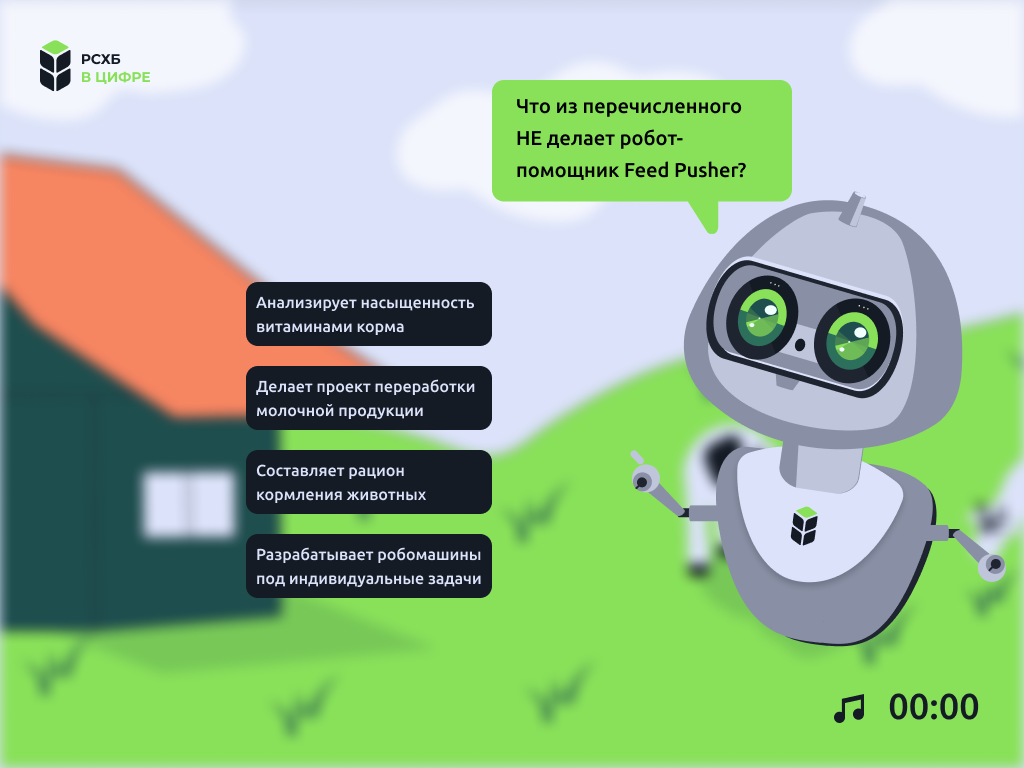 РСХБ
В ЦИФРЕ
Что из перечисленного
НЕ делает робот-
помощник Feed Pusher?
Анализирует насыщенность
витаминами корма
Делает проект переработки
молочной продукции
Составляет рацион
кормления животных
Разрабатывает робомашины
под индивидуальные задачи
00:00